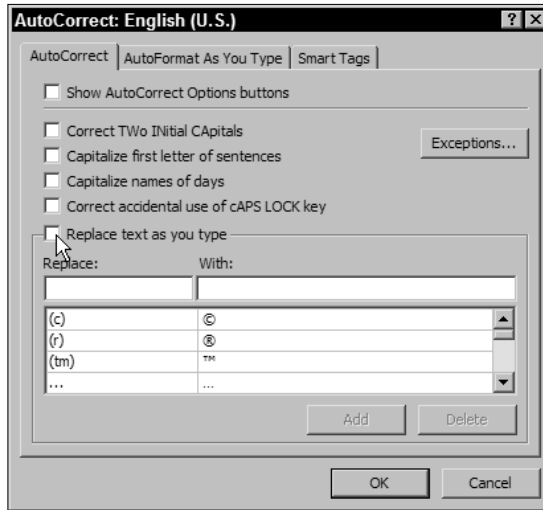 AutoCorrect: English (U.S.)
AutoCorrect AutoFormat As You Type Smart Tags
Show AutoCorrect Options buttons
Correct TWo INitial CApitals
Exceptions...
Capitalize first letter of sentences
Capitalize names of days
Correct accidental use of cAPS LOCK key
Replace text as you type
Replace: With:
(c) ©
(r) ®
(tm) ™
... …
Add Delete
OK Cancel